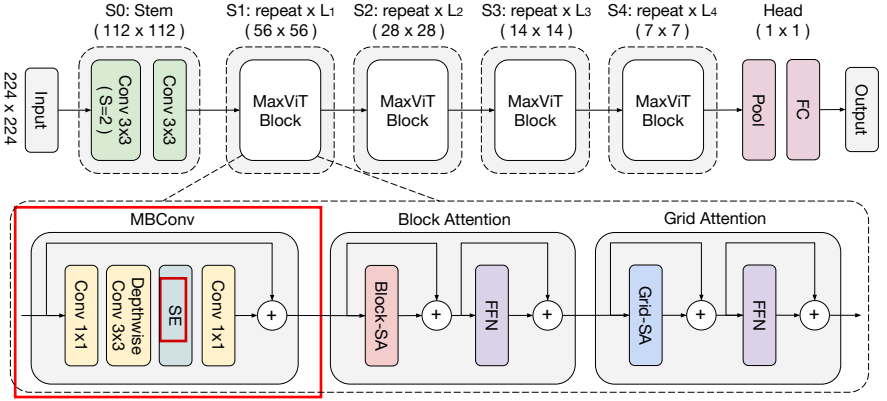 S0: Stem
( 112 x 112 )
S1: repeat x L₁
( 56 x 56 )
S2: repeat x L₂
( 28 x 28 )
S3: repeat x L₃
( 14 x 14 )
S4: repeat x L₄
( 7 x 7 )
Head
( 1 x 1 )
224 x 224
Input
Conv 3x3
( S=2 )
Conv 3x3
MaxViT
Block
MaxViT
Block
MaxViT
Block
MaxViT
Block
Pool
FC
Output
MBConv
Block Attention
Grid Attention
Conv 1x1
Depthwise
Conv 3x3
SE
Conv 1x1
+
Block-SA
+
FFN
+
Grid-SA
+
FFN
+